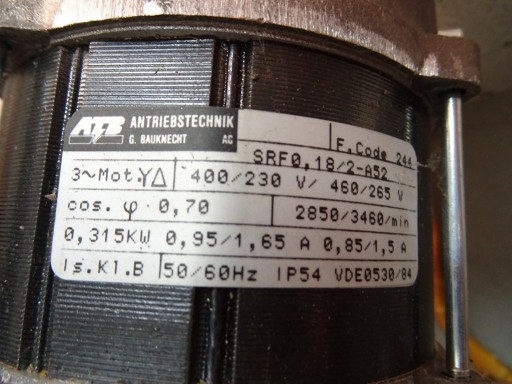 ATB ANTRIEBSTECHNIK
G. BAUKNECHT AG
F.Code 244
SRF0,18/2-A52
3~Mot YΔ 400/230 V/ 460/265 V
cos. φ 0,70 2850/3460/min
0,315KW 0,95/1,65 A 0,85/1,5 A
Is.Kl.B 50/60Hz IP54 VDE0530/84